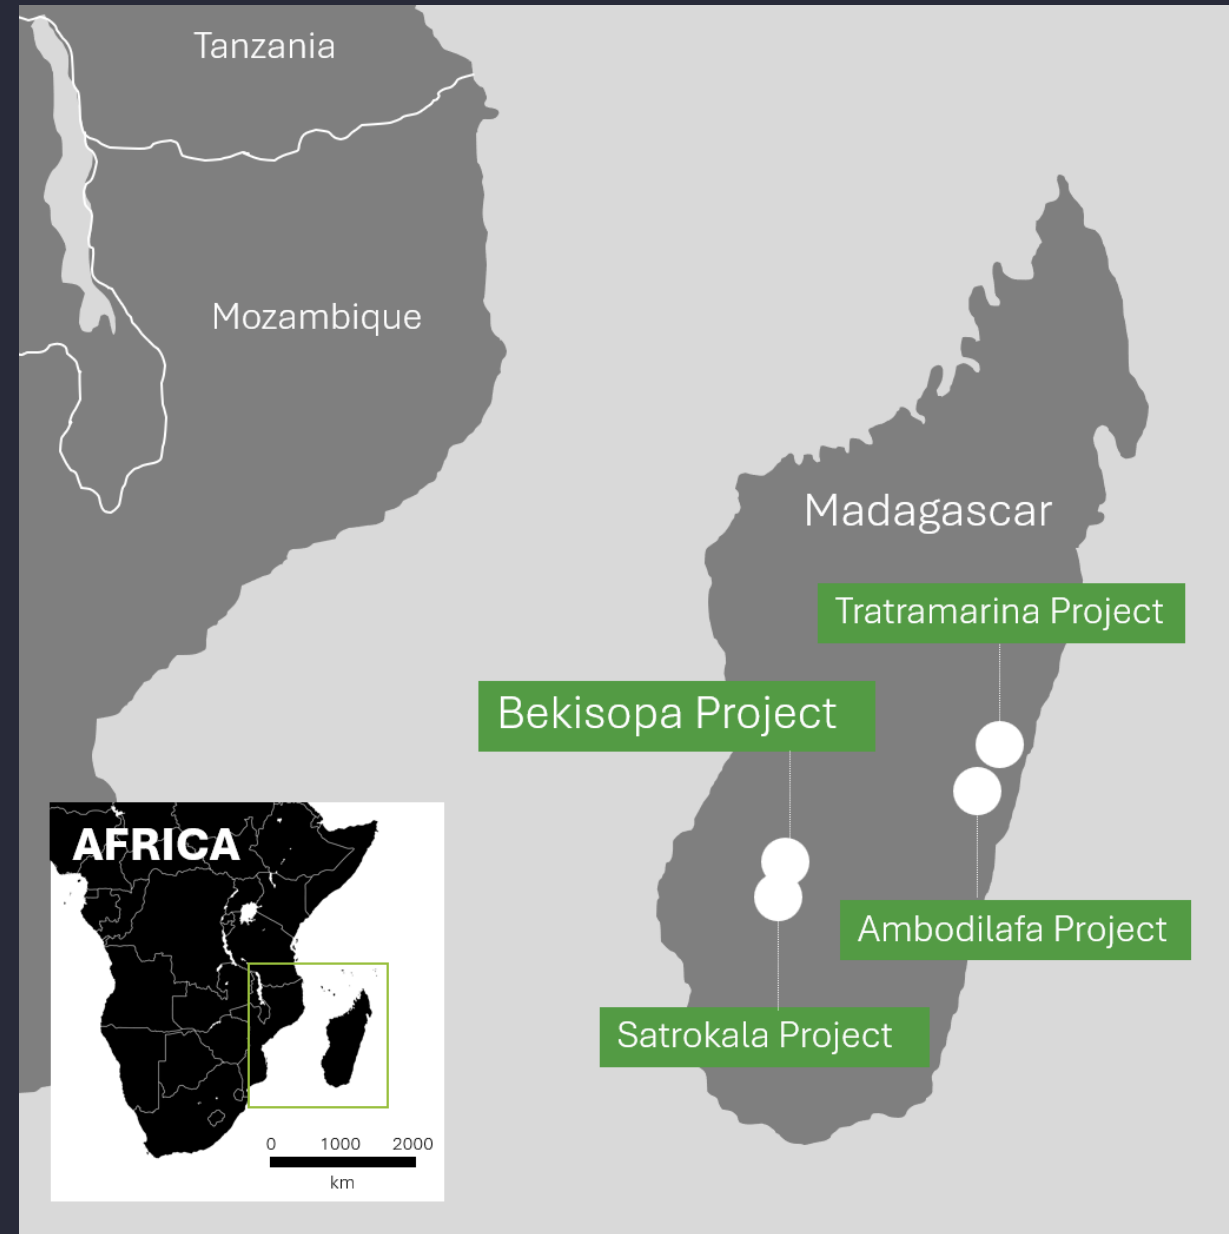 Tanzania
Mozambique
Madagascar
Tratramarina Project
Bekisopa Project
Ambodilafa Project
Satrokala Project
AFRICA
0 1000 2000
km